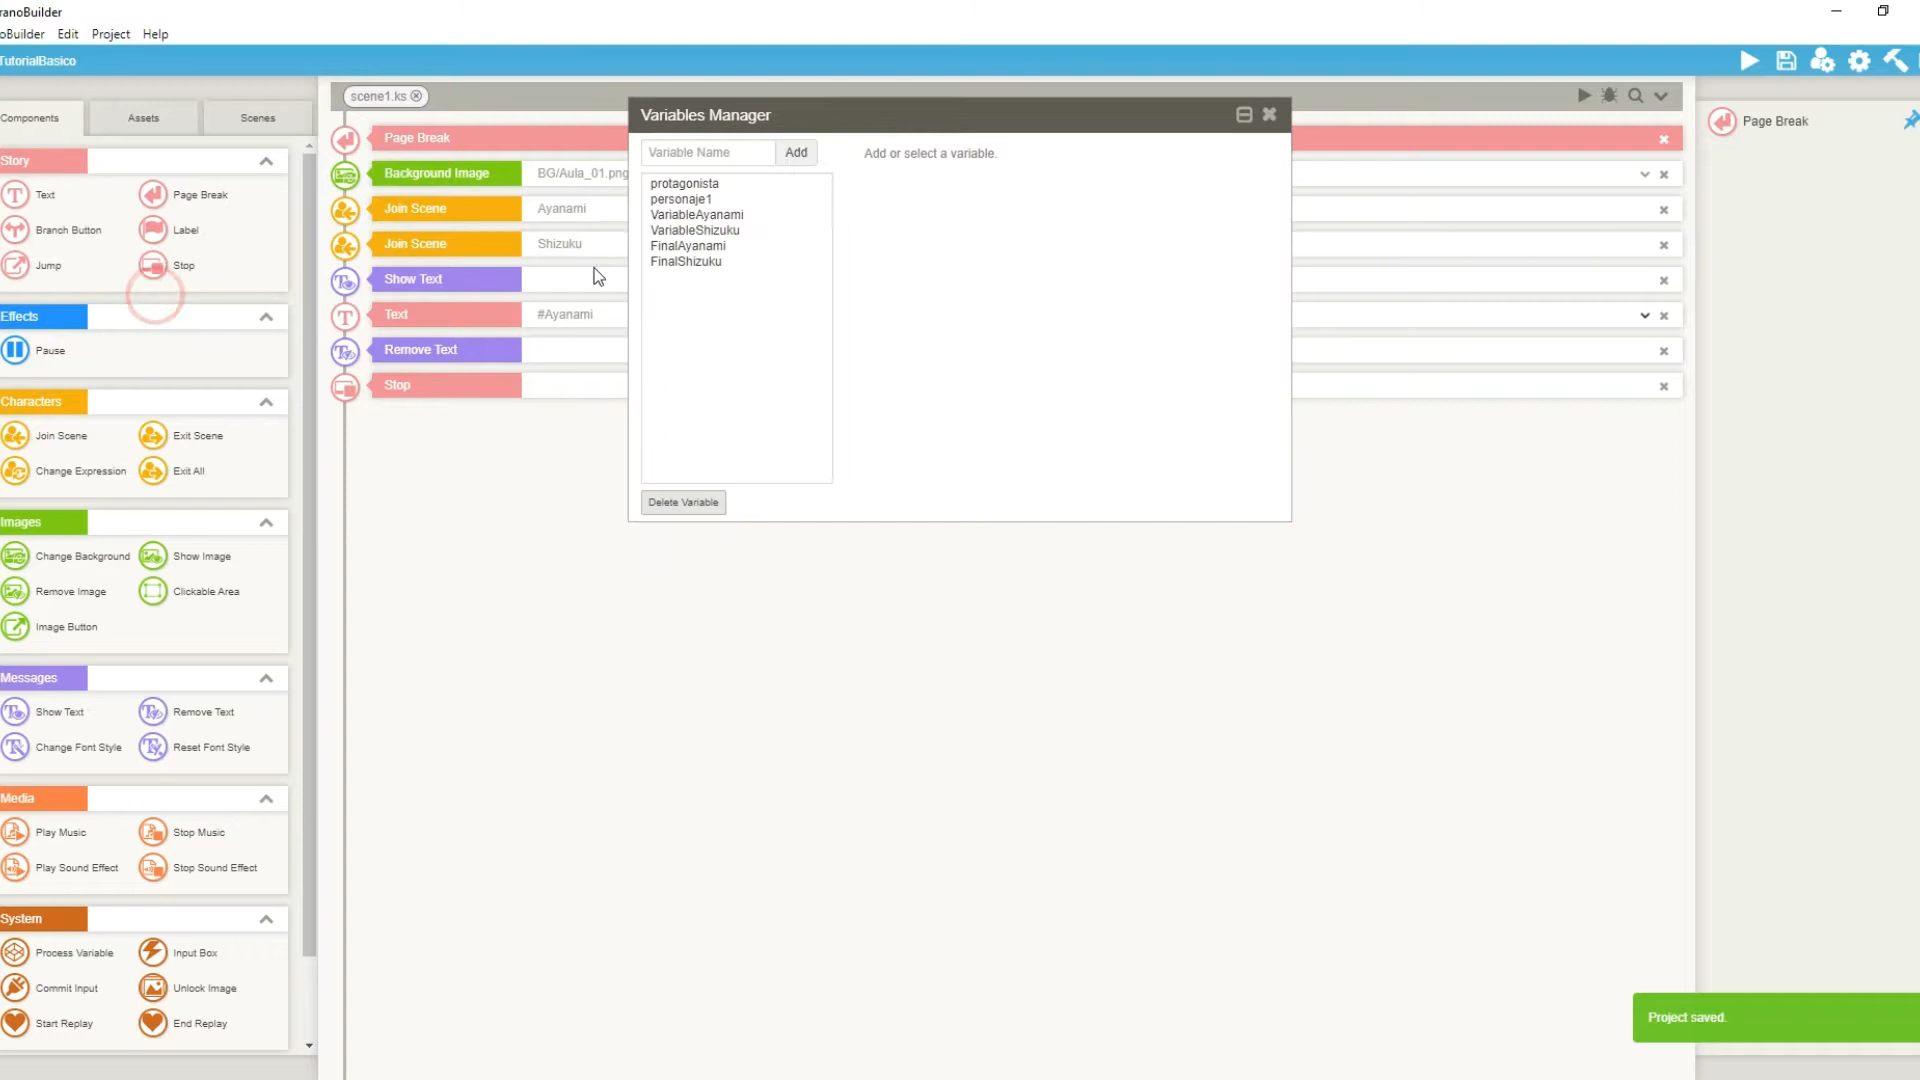 ranoBuilder
oBuilder Edit Project Help
TutorialBasico
Components Assets Scenes
Story
Text Page Break
Branch Button Label
Jump Stop
Effects
Pause
Characters
Join Scene Exit Scene
Change Expression Exit All
Images
Change Background Show Image
Remove Image Clickable Area
Image Button
Messages
Show Text Remove Text
Change Font Style Reset Font Style
Media
Play Music Stop Music
Play Sound Effect Stop Sound Effect
System
Process Variable Input Box
Commit Input Unlock Image
Start Replay End Replay
scene1.ks
Page Break
Background Image BG/Aula_01.png
Join Scene Ayanami
Join Scene Shizuku
Show Text
Text #Ayanami
Remove Text
Stop
Variables Manager
Variable Name Add
Add or select a variable.
protagonista
personaje1
VariableAyanami
VariableShizuku
FinalAyanami
FinalShizuku
Delete Variable
Page Break
Project saved.